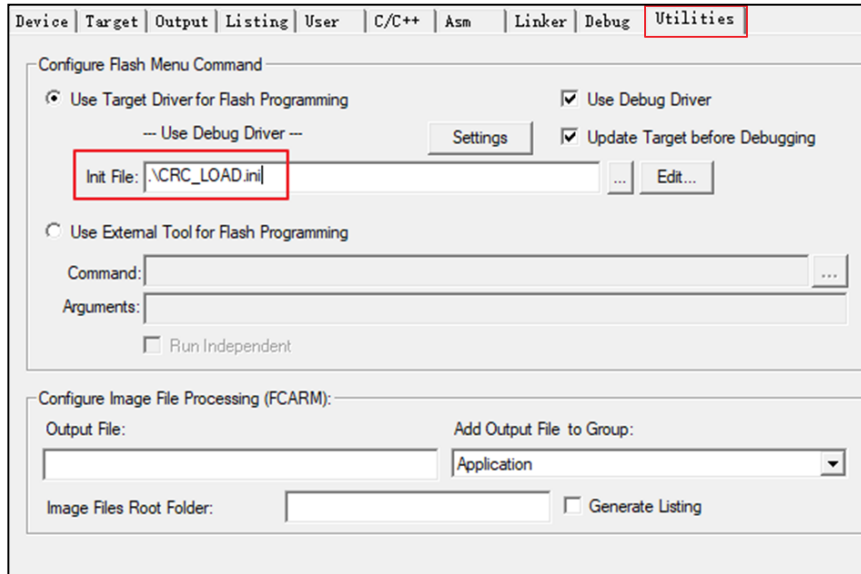 Device Target Output Listing User C/C++ Asm Linker Debug Utilities
Configure Flash Menu Command
Use Target Driver for Flash Programming Use Debug Driver
--- Use Debug Driver --- Settings Update Target before Debugging
Init File: .\CRC_LOAD.ini ... Edit...
Use External Tool for Flash Programming
Command: ...
Arguments:
Run Independent
Configure Image File Processing (FCARM):
Output File: Add Output File to Group:
Application
Image Files Root Folder: Generate Listing